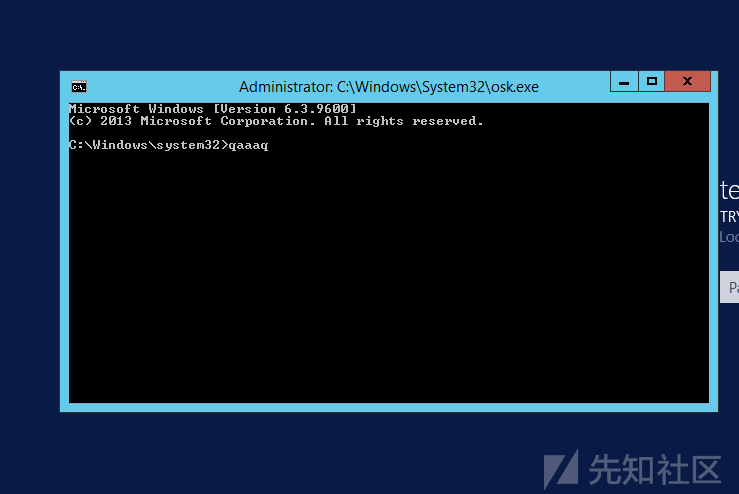 Administrator: C:\Windows\System32\osk.exe
Microsoft Windows [Version 6.3.9600]
(c) 2013 Microsoft Corporation. All rights reserved.
C:\Windows\system32>qaaaq
te
TRY
Loc
Pa
先知社区